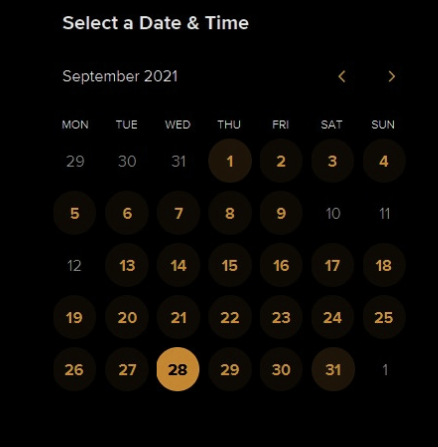 Select a Date & Time
September 2021
MON TUE WED THU FRI SAT SUN
29 30 31 1 2 3 4
5 6 7 8 9 10 11
12 13 14 15 16 17 18
19 20 21 22 23 24 25
26 27 28 29 30 31 1